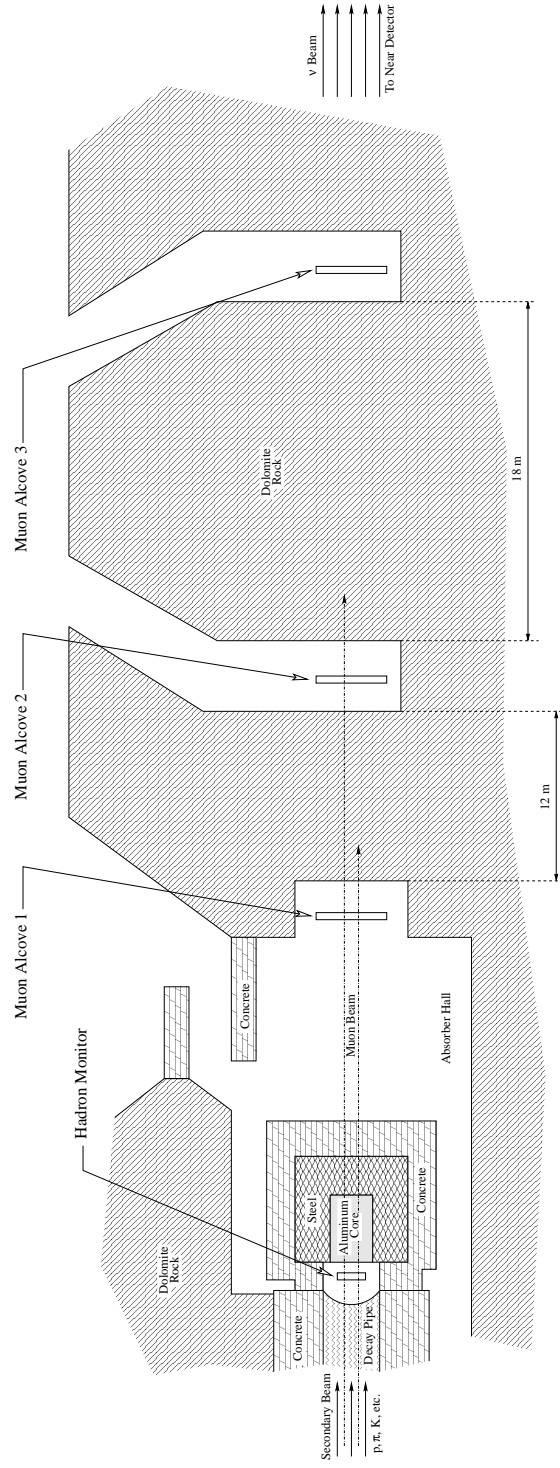 Muon Alcove 1
Muon Alcove 2
Muon Alcove 3
Hadron Monitor
Dolomite
Rock
Concrete
Dolomite
Rock
ν Beam
To Near Detector
Secondary Beam
p, π, K, etc.
Concrete
Decay Pipe
Steel
Aluminum
Core
Concrete
Muon Beam
Absorber Hall
12 m
18 m